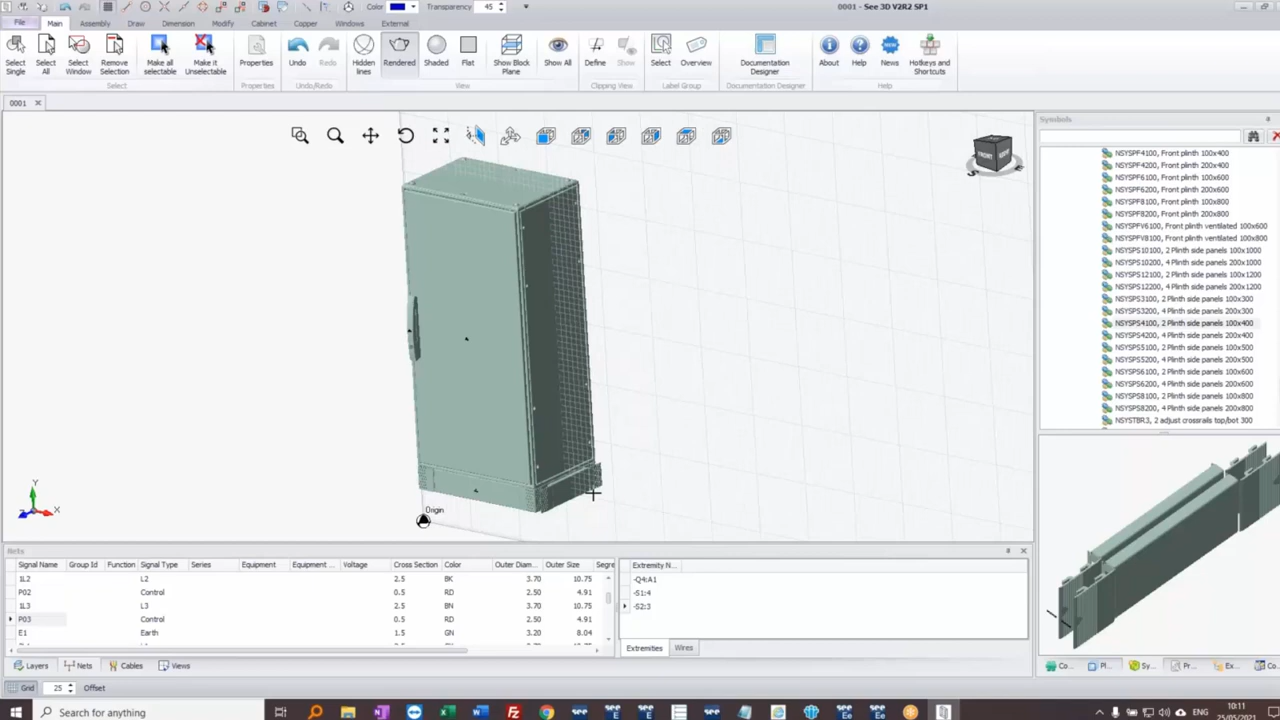 Color
Transparency
45
0001 - See 3D V2R2 SP1
File
Main
Assembly
Draw
Dimension
Modify
Cabinet
Copper
Windows
External
Select Single
Select All
Select Window
Remove Selection
Make all selectable
Make it Unselectable
Properties
Undo
Redo
Hidden lines
Rendered
Shaded
Flat
Show Block Plane
Show All
Define
Show
Select
Overview
Documentation Designer
About
Help
News
Hotkeys and Shortcuts
Select
Properties
Undo/Redo
View
Clipping View
Label Group
Documentation Designer
Help
0001
FRONT
Origin
Y
X
Z
Symbols
NSYSPF4100, Front plinth 100x400
NSYSPF4200, Front plinth 200x400
NSYSPF6100, Front plinth 100x600
NSYSPF6200, Front plinth 200x600
NSYSPF8100, Front plinth 100x800
NSYSPF8200, Front plinth 200x800
NSYSPFV6100, Front plinth ventilated 100x600
NSYSPFV8100, Front plinth ventilated 100x800
NSYSPS10100, 2 Plinth side panels 100x1000
NSYSPS10200, 4 Plinth side panels 200x1000
NSYSPS12100, 2 Plinth side panels 100x1200
NSYSPS12200, 4 Plinth side panels 200x1200
NSYSPS3100, 2 Plinth side panels 100x300
NSYSPS3200, 4 Plinth side panels 200x300
NSYSPS4100, 2 Plinth side panels 100x400
NSYSPS4200, 4 Plinth side panels 200x400
NSYSPS5100, 2 Plinth side panels 100x500
NSYSPS5200, 4 Plinth side panels 200x500
NSYSPS6100, 2 Plinth side panels 100x600
NSYSPS6200, 4 Plinth side panels 200x600
NSYSPS8100, 2 Plinth side panels 100x800
NSYSPS8200, 4 Plinth side panels 200x800
NSYSTBR3, 2 adjust crossrails top/bot 300
Nets
Signal Name Group Id Function Signal Type Series Equipment Equipment ... Voltage Cross Section Color Outer Diam... Outer Size Segre
1L2 L2 2.5 BK 3.70 10.75
P02 Control 0.5 RD 2.50 4.91
1L3 L3 2.5 BN 3.70 10.75
P03 Control 0.5 RD 2.50 4.91
E1 Earth 1.5 GN 3.20 8.04
Extremity N...
-Q4:A1
-S1:4
-S2:3
Extremities
Wires
Layers
Nets
Cables
Views
Co...
Pl...
Sy...
Pr...
Ex...
Co...
Grid
25
Offset
Search for anything
ENG
10:11
25/05/2021